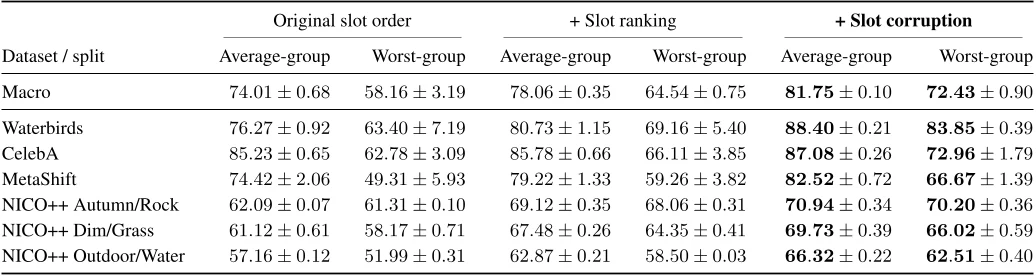 Original slot order + Slot ranking + Slot corruption
Dataset / split Average-group Worst-group Average-group Worst-group Average-group Worst-group
Macro 74.01 ± 0.68 58.16 ± 3.19 78.06 ± 0.35 64.54 ± 0.75 81.75 ± 0.10 72.43 ± 0.90
Waterbirds 76.27 ± 0.92 63.40 ± 7.19 80.73 ± 1.15 69.16 ± 5.40 88.40 ± 0.21 83.85 ± 0.39
CelebA 85.23 ± 0.65 62.78 ± 3.09 85.78 ± 0.66 66.11 ± 3.85 87.08 ± 0.26 72.96 ± 1.79
MetaShift 74.42 ± 2.06 49.31 ± 5.93 79.22 ± 1.33 59.26 ± 3.82 82.52 ± 0.72 66.67 ± 1.39
NICO++ Autumn/Rock 62.09 ± 0.07 61.31 ± 0.10 69.12 ± 0.35 68.06 ± 0.31 70.94 ± 0.34 70.20 ± 0.36
NICO++ Dim/Grass 61.12 ± 0.61 58.17 ± 0.71 67.48 ± 0.26 64.35 ± 0.41 69.73 ± 0.39 66.02 ± 0.59
NICO++ Outdoor/Water 57.16 ± 0.12 51.99 ± 0.31 62.87 ± 0.21 58.50 ± 0.03 66.32 ± 0.22 62.51 ± 0.40